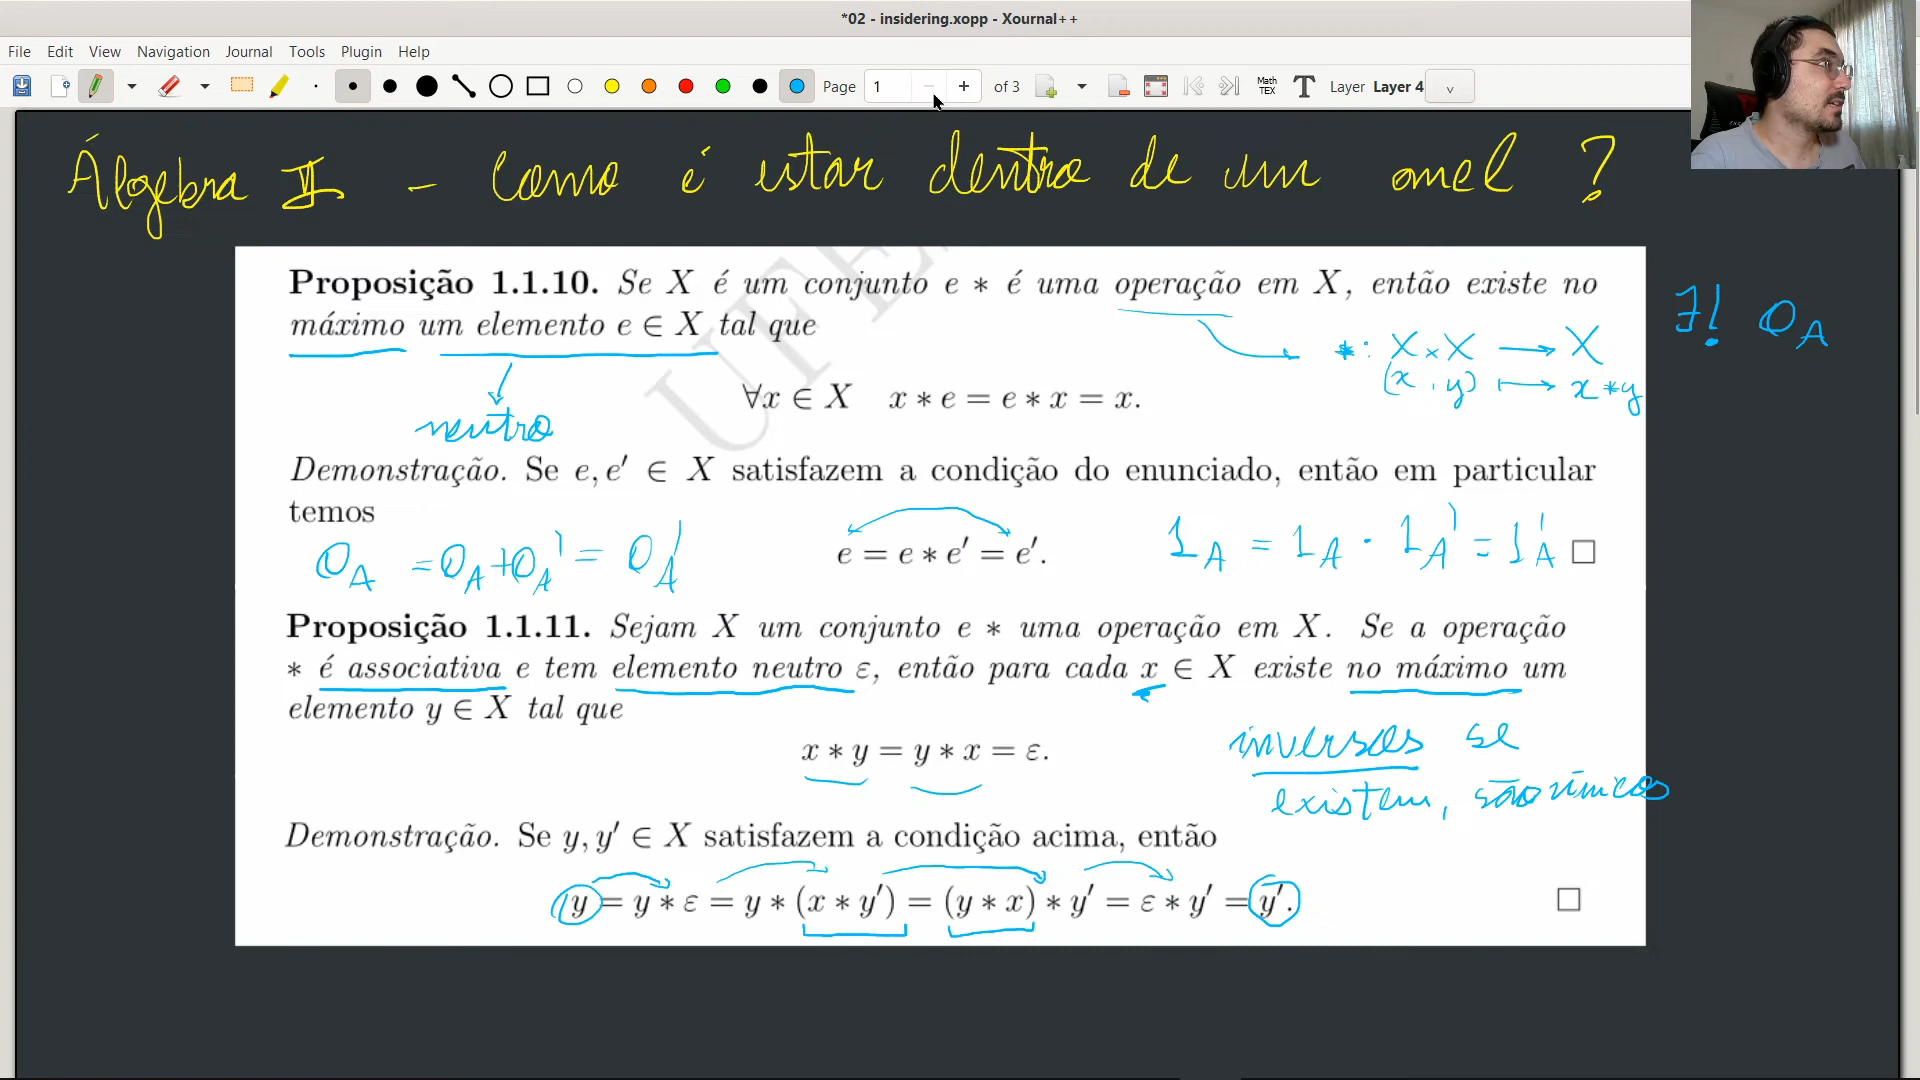 *02 - insidering.xopp - Xournal++
File Edit View Navigation Journal Tools Plugin Help
Page 1 of 3 Math TEX T Layer Layer 4
Álgebra II - Como é estar dentro de um anel ?
UFE
Proposição 1.1.10. Se X é um conjunto e ∗ é uma operação em X, então existe no
máximo um elemento e ∈ X tal que
∃! 0_A
*: X × X ⟶ X
(x, y) ⟼ x * y
∀x ∈ X x ∗ e = e ∗ x = x.
neutro
Demonstração. Se e, e′ ∈ X satisfazem a condição do enunciado, então em particular
temos
0_A = 0_A + 0_A' = 0_A'
e = e ∗ e′ = e′.
1_A = 1_A · 1_A' = 1_A' □
Proposição 1.1.11. Sejam X um conjunto e ∗ uma operação em X. Se a operação
∗ é associativa e tem elemento neutro ε, então para cada x ∈ X existe no máximo um
elemento y ∈ X tal que
x ∗ y = y ∗ x = ε.
inversos se
existem, são únicos
Demonstração. Se y, y′ ∈ X satisfazem a condição acima, então
y = y ∗ ε = y ∗ (x ∗ y′) = (y ∗ x) ∗ y′ = ε ∗ y′ = y′. □